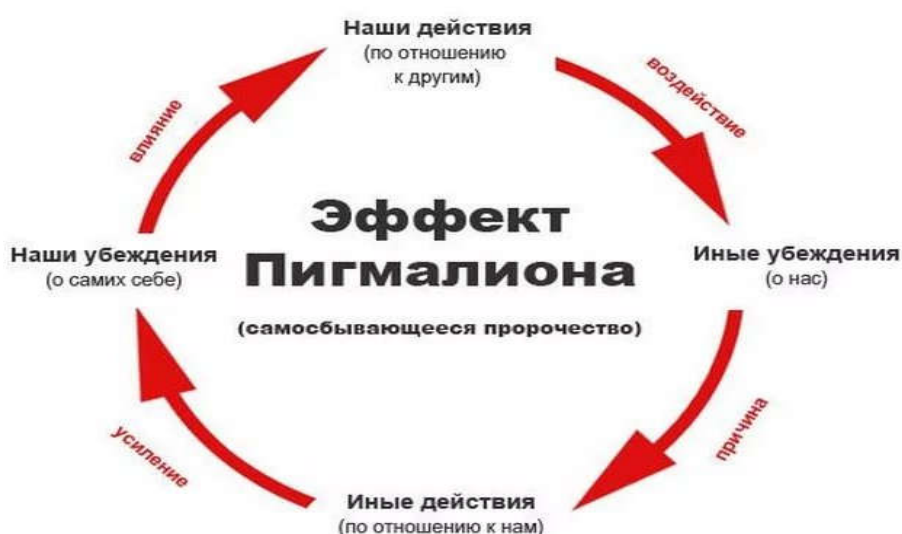 Наши действия
(по отношению
к другим)
воздействие
Иные убеждения
(о нас)
причина
Иные действия
(по отношению к нам)
усиление
Наши убеждения
(о самих себе)
влияние
Эффект
Пигмалиона
(самосбывающееся пророчество)